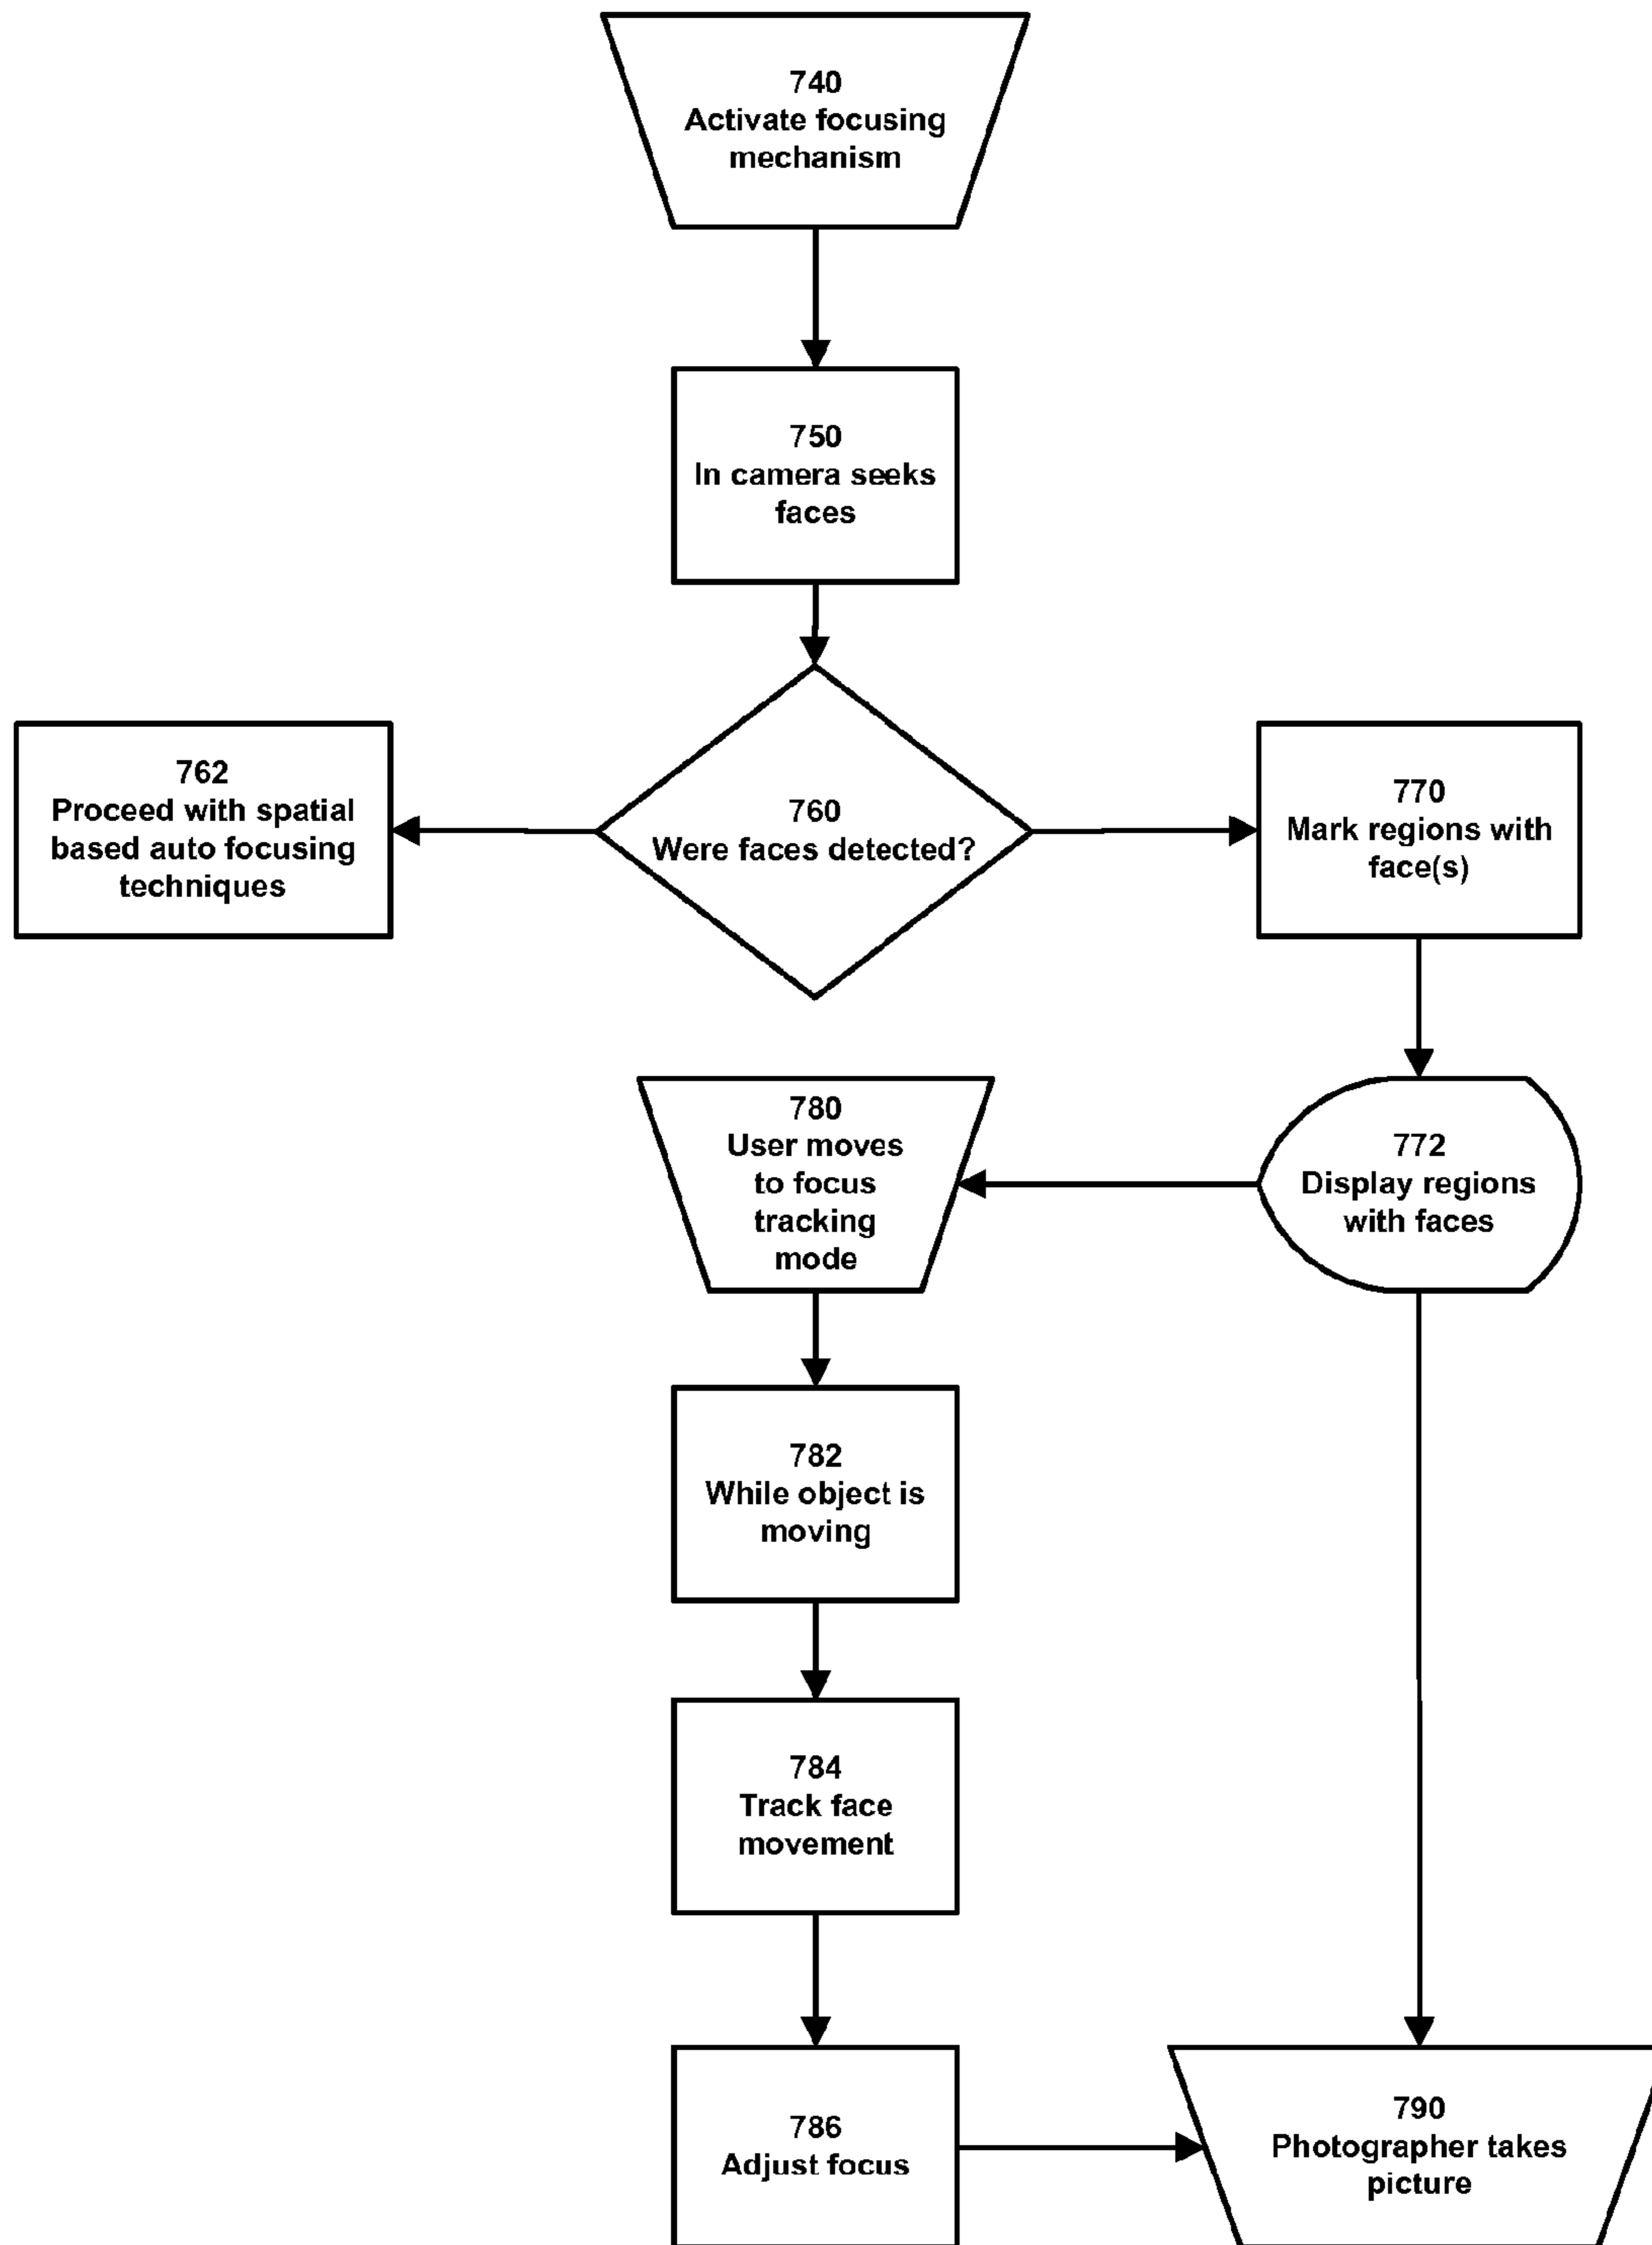 740
Activate focusing
mechanism
750
In camera seeks
faces
762
Proceed with spatial
based auto focusing
techniques
760
Were faces detected?
770
Mark regions with
face(s)
780
User moves
to focus
tracking
mode
772
Display regions
with faces
782
While object is
moving
784
Track face
movement
786
Adjust focus
790
Photographer takes
picture